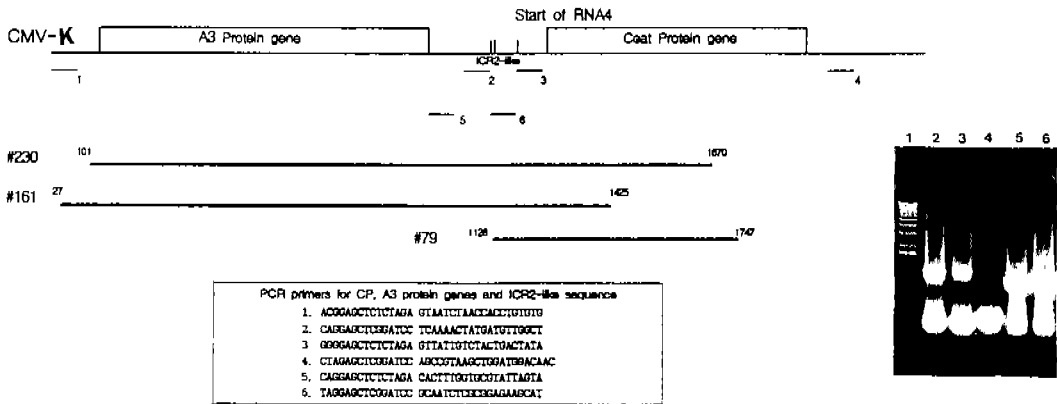 Start of RNA4
CMV-K
A3 Protein gene
Coat Protein gene
ICR2-like
1
2
3
4
5
6
1 2 3 4 5 6
#230
101
1670
#161
27
1425
#79
1126
1747
PCR primers for CP, A3 protein genes and ICR2-like sequence
1. ACGGAGCTCTCTAGA GTAATCTAACCACCTGTGTG
2. CAGGAGCTCGGATCC TCAAAACTATGATGTTGGCT
3 GGGGAGCTCTCTAGA GTTATTGTCTACTGACTATA
4. CTAGAGCTCGGATCC AGCCGTAAGCTGGATGGACAAC
5. CAGGAGCTCTCTAGA CACTTTGGTGCGTATTAGTA
6. TAGGAGCTCGGATCC GCAATCTCGCGGAGAAGCAT